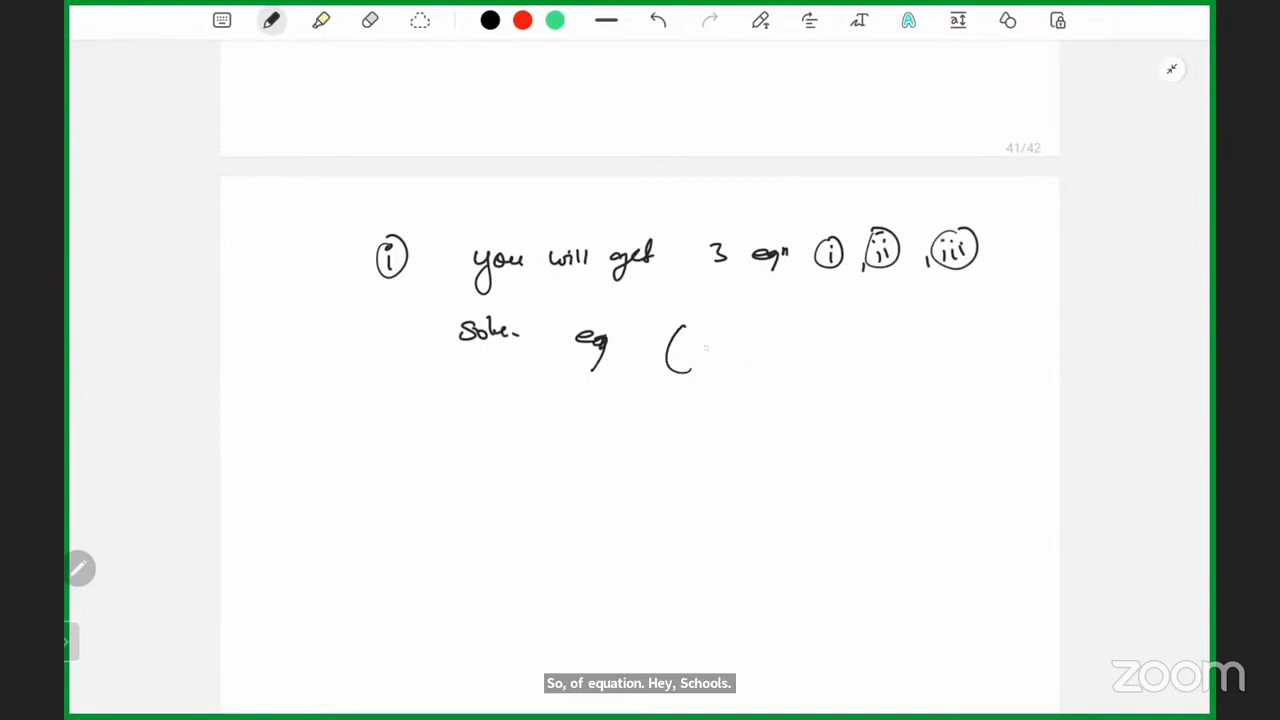 41/42
(i) you will get 3 eqn (i), (ii), (iii)
Solve. eq (
So, of equation. Hey, Schools.
zoom